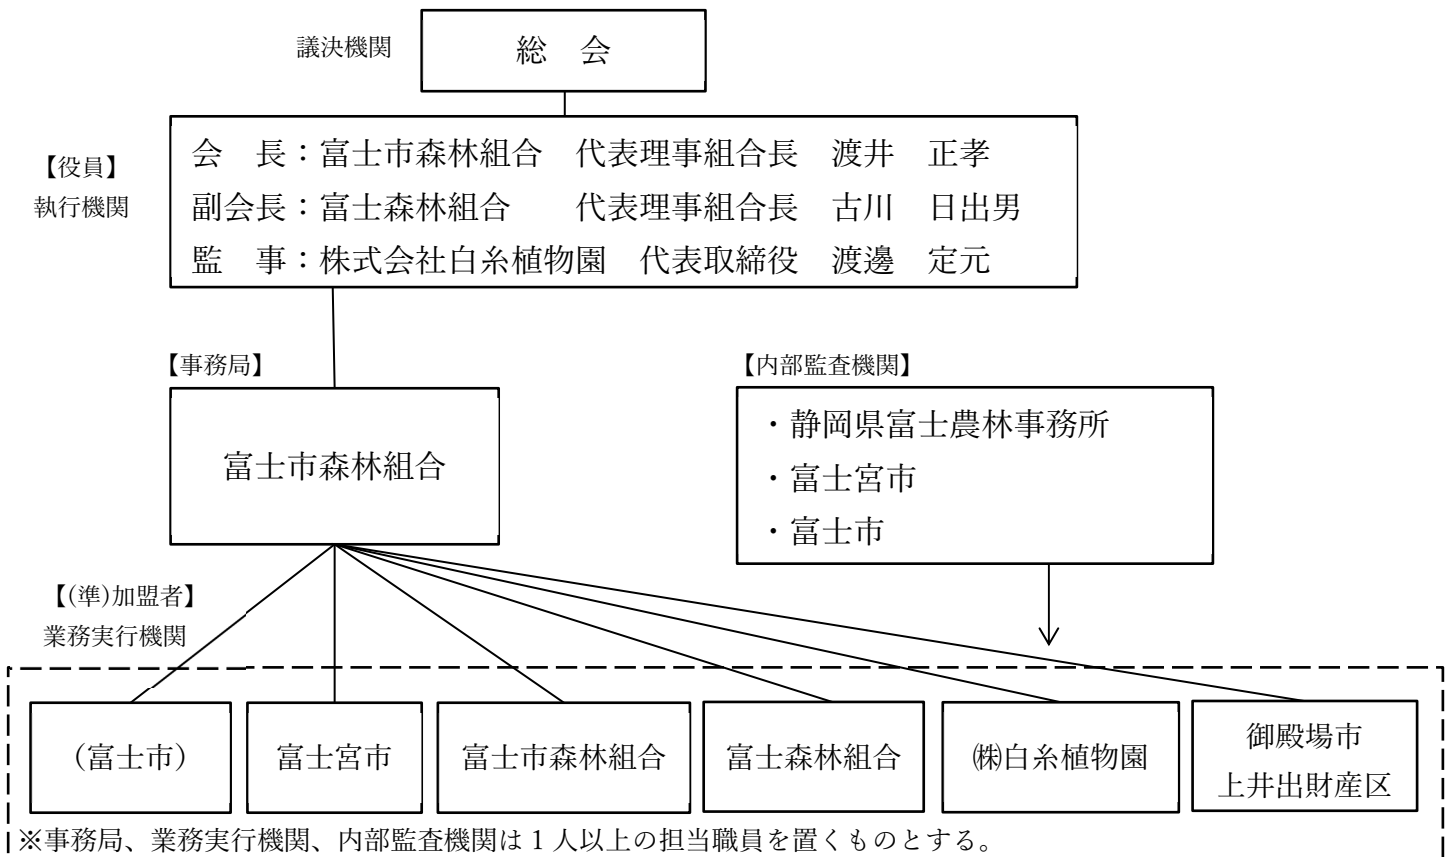 議決機関
総　会
【役員】
執行機関
会　長：富士市森林組合　代表理事組合長　渡井　正孝
副会長：富士森林組合　　代表理事組合長　古川　日出男
監　事：株式会社白糸植物園　代表取締役　渡邊　定元
【事務局】
富士市森林組合
【内部監査機関】
・静岡県富士農林事務所
・富士宮市
・富士市
【(準)加盟者】
業務実行機関
（富士市）
富士宮市
富士市森林組合
富士森林組合
㈱白糸植物園
御殿場市
上井出財産区
※事務局、業務実行機関、内部監査機関は１人以上の担当職員を置くものとする。